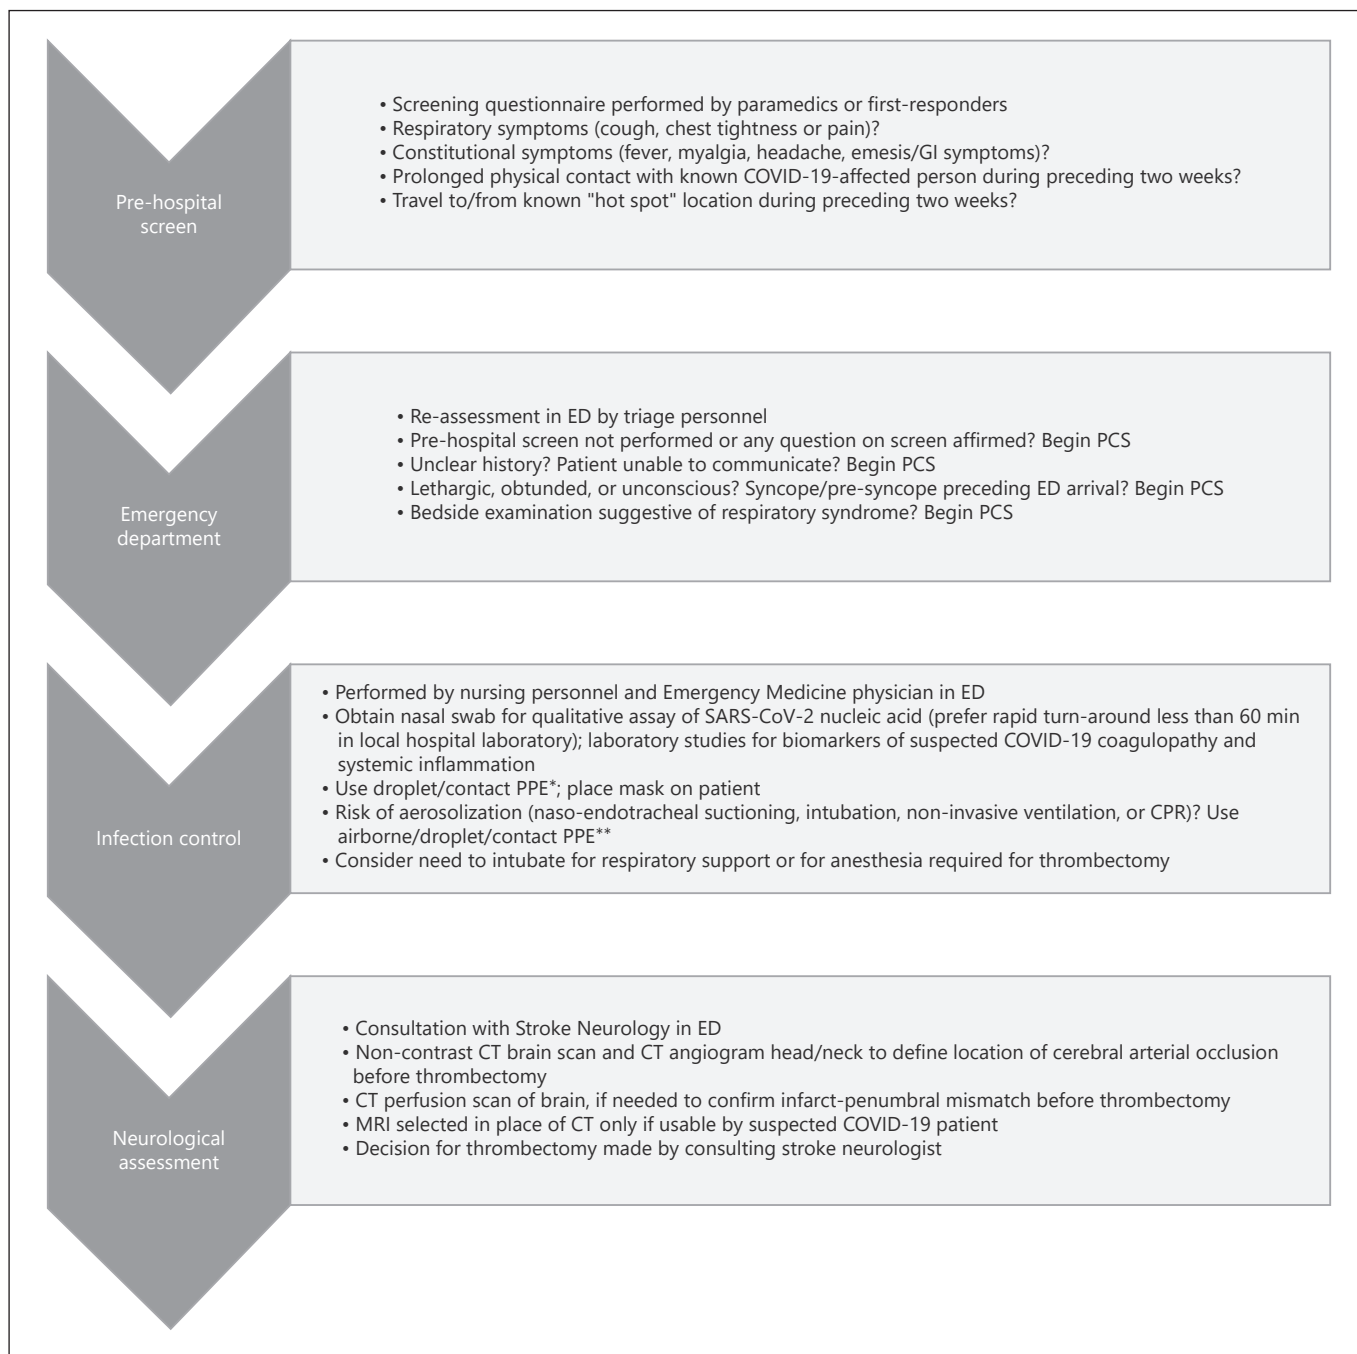 Pre-hospital
screen
• Screening questionnaire performed by paramedics or first-responders
• Respiratory symptoms (cough, chest tightness or pain)?
• Constitutional symptoms (fever, myalgia, headache, emesis/GI symptoms)?
• Prolonged physical contact with known COVID-19-affected person during preceding two weeks?
• Travel to/from known "hot spot" location during preceding two weeks?
Emergency
department
• Re-assessment in ED by triage personnel
• Pre-hospital screen not performed or any question on screen affirmed? Begin PCS
• Unclear history? Patient unable to communicate? Begin PCS
• Lethargic, obtunded, or unconscious? Syncope/pre-syncope preceding ED arrival? Begin PCS
• Bedside examination suggestive of respiratory syndrome? Begin PCS
Infection control
• Performed by nursing personnel and Emergency Medicine physician in ED
• Obtain nasal swab for qualitative assay of SARS-CoV-2 nucleic acid (prefer rapid turn-around less than 60 min
in local hospital laboratory); laboratory studies for biomarkers of suspected COVID-19 coagulopathy and
systemic inflammation
• Use droplet/contact PPE*; place mask on patient
• Risk of aerosolization (naso-endotracheal suctioning, intubation, non-invasive ventilation, or CPR)? Use
airborne/droplet/contact PPE**
• Consider need to intubate for respiratory support or for anesthesia required for thrombectomy
Neurological
assessment
• Consultation with Stroke Neurology in ED
• Non-contrast CT brain scan and CT angiogram head/neck to define location of cerebral arterial occlusion
before thrombectomy
• CT perfusion scan of brain, if needed to confirm infarct-penumbral mismatch before thrombectomy
• MRI selected in place of CT only if usable by suspected COVID-19 patient
• Decision for thrombectomy made by consulting stroke neurologist